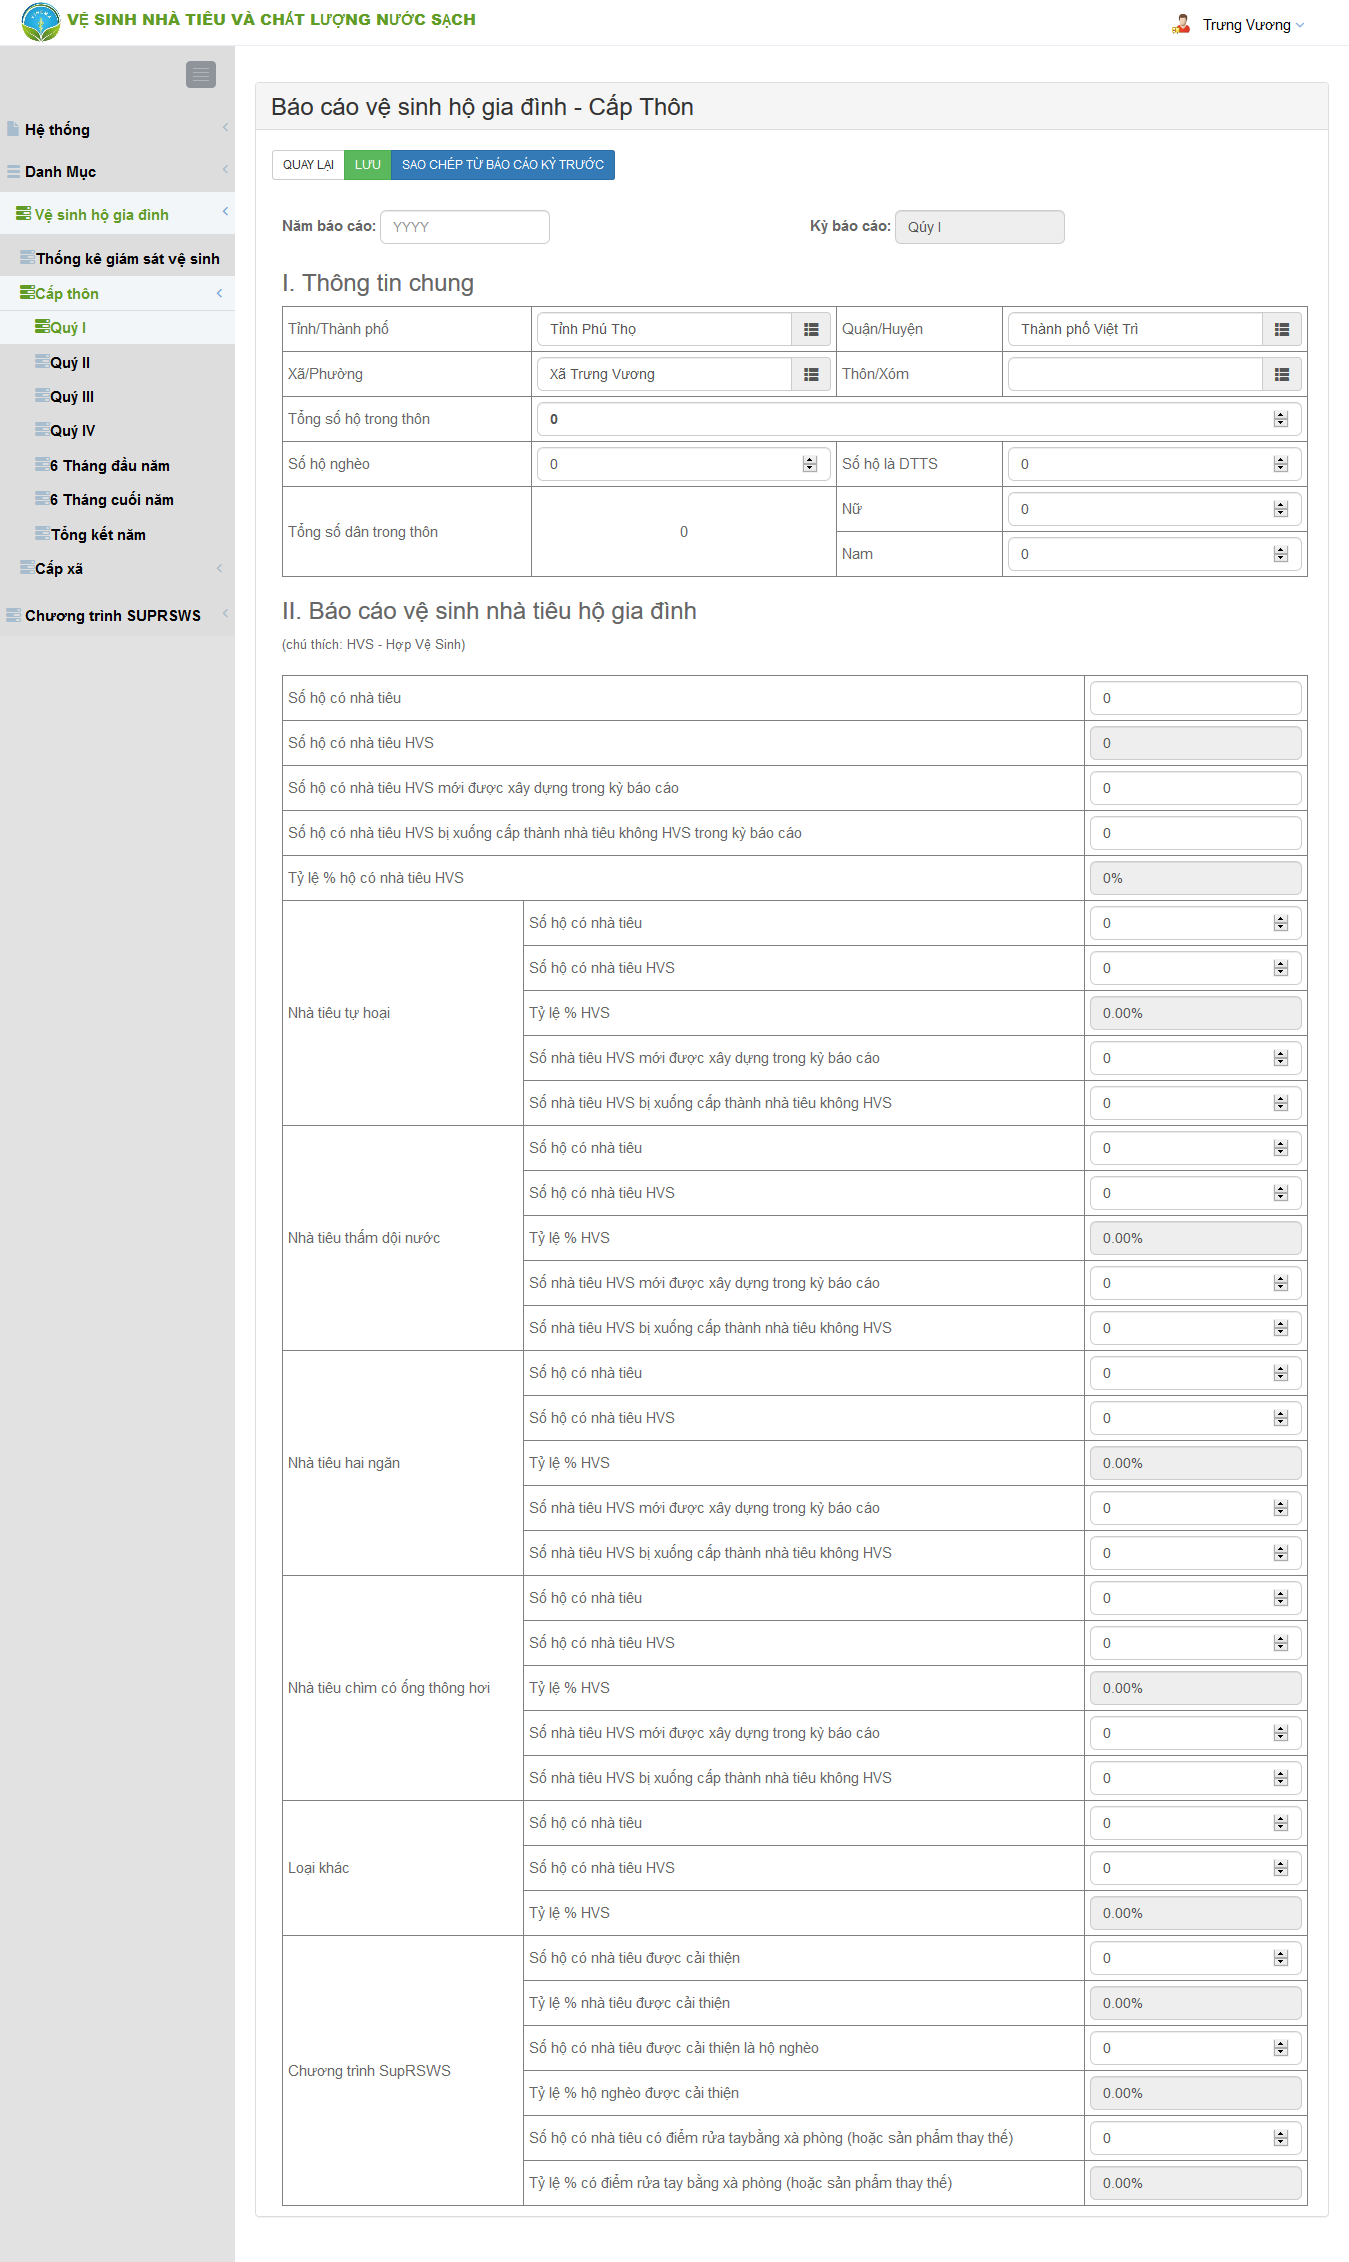 VỆ SINH NHÀ TIÊU VÀ CHẤT LƯỢNG NƯỚC SẠCH
Trưng Vương
Hệ thống
Danh Mục
Vệ sinh hộ gia đình
Thống kê giám sát vệ sinh
Cấp thôn
Quý I
Quý II
Quý III
Quý IV
6 Tháng đầu năm
6 Tháng cuối năm
Tổng kết năm
Cấp xã
Chương trình SUPRSWS
Báo cáo vệ sinh hộ gia đình - Cấp Thôn
QUAY LẠI LƯU SAO CHÉP TỪ BÁO CÁO KỲ TRƯỚC
Năm báo cáo: YYYY Kỳ báo cáo: Qúy I
I. Thông tin chung
Tỉnh/Thành phố Tỉnh Phú Thọ Quận/Huyện Thành phố Việt Trì
Xã/Phường Xã Trưng Vương Thôn/Xóm
Tổng số hộ trong thôn 0
Số hộ nghèo 0 Số hộ là DTTS 0
Tổng số dân trong thôn 0
Nữ 0
Nam 0
II. Báo cáo vệ sinh nhà tiêu hộ gia đình
(chú thích: HVS - Hợp Vệ Sinh)
Số hộ có nhà tiêu 0
Số hộ có nhà tiêu HVS 0
Số hộ có nhà tiêu HVS mới được xây dựng trong kỳ báo cáo 0
Số hộ có nhà tiêu HVS bị xuống cấp thành nhà tiêu không HVS trong kỳ báo cáo 0
Tỷ lệ % hộ có nhà tiêu HVS 0%
Nhà tiêu tự hoại
Số hộ có nhà tiêu 0
Số hộ có nhà tiêu HVS 0
Tỷ lệ % HVS 0.00%
Số nhà tiêu HVS mới được xây dựng trong kỳ báo cáo 0
Số nhà tiêu HVS bị xuống cấp thành nhà tiêu không HVS 0
Nhà tiêu thấm dội nước
Số hộ có nhà tiêu 0
Số hộ có nhà tiêu HVS 0
Tỷ lệ % HVS 0.00%
Số nhà tiêu HVS mới được xây dựng trong kỳ báo cáo 0
Số nhà tiêu HVS bị xuống cấp thành nhà tiêu không HVS 0
Nhà tiêu hai ngăn
Số hộ có nhà tiêu 0
Số hộ có nhà tiêu HVS 0
Tỷ lệ % HVS 0.00%
Số nhà tiêu HVS mới được xây dựng trong kỳ báo cáo 0
Số nhà tiêu HVS bị xuống cấp thành nhà tiêu không HVS 0
Nhà tiêu chìm có ống thông hơi
Số hộ có nhà tiêu 0
Số hộ có nhà tiêu HVS 0
Tỷ lệ % HVS 0.00%
Số nhà tiêu HVS mới được xây dựng trong kỳ báo cáo 0
Số nhà tiêu HVS bị xuống cấp thành nhà tiêu không HVS 0
Loại khác
Số hộ có nhà tiêu 0
Số hộ có nhà tiêu HVS 0
Tỷ lệ % HVS 0.00%
Chương trình SupRSWS
Số hộ có nhà tiêu được cải thiện 0
Tỷ lệ % nhà tiêu được cải thiện 0.00%
Số hộ có nhà tiêu được cải thiện là hộ nghèo 0
Tỷ lệ % hộ nghèo được cải thiện 0.00%
Số hộ có nhà tiêu có điểm rửa taybằng xà phòng (hoặc sản phẩm thay thế) 0
Tỷ lệ % có điểm rửa tay bằng xà phòng (hoặc sản phẩm thay thế) 0.00%